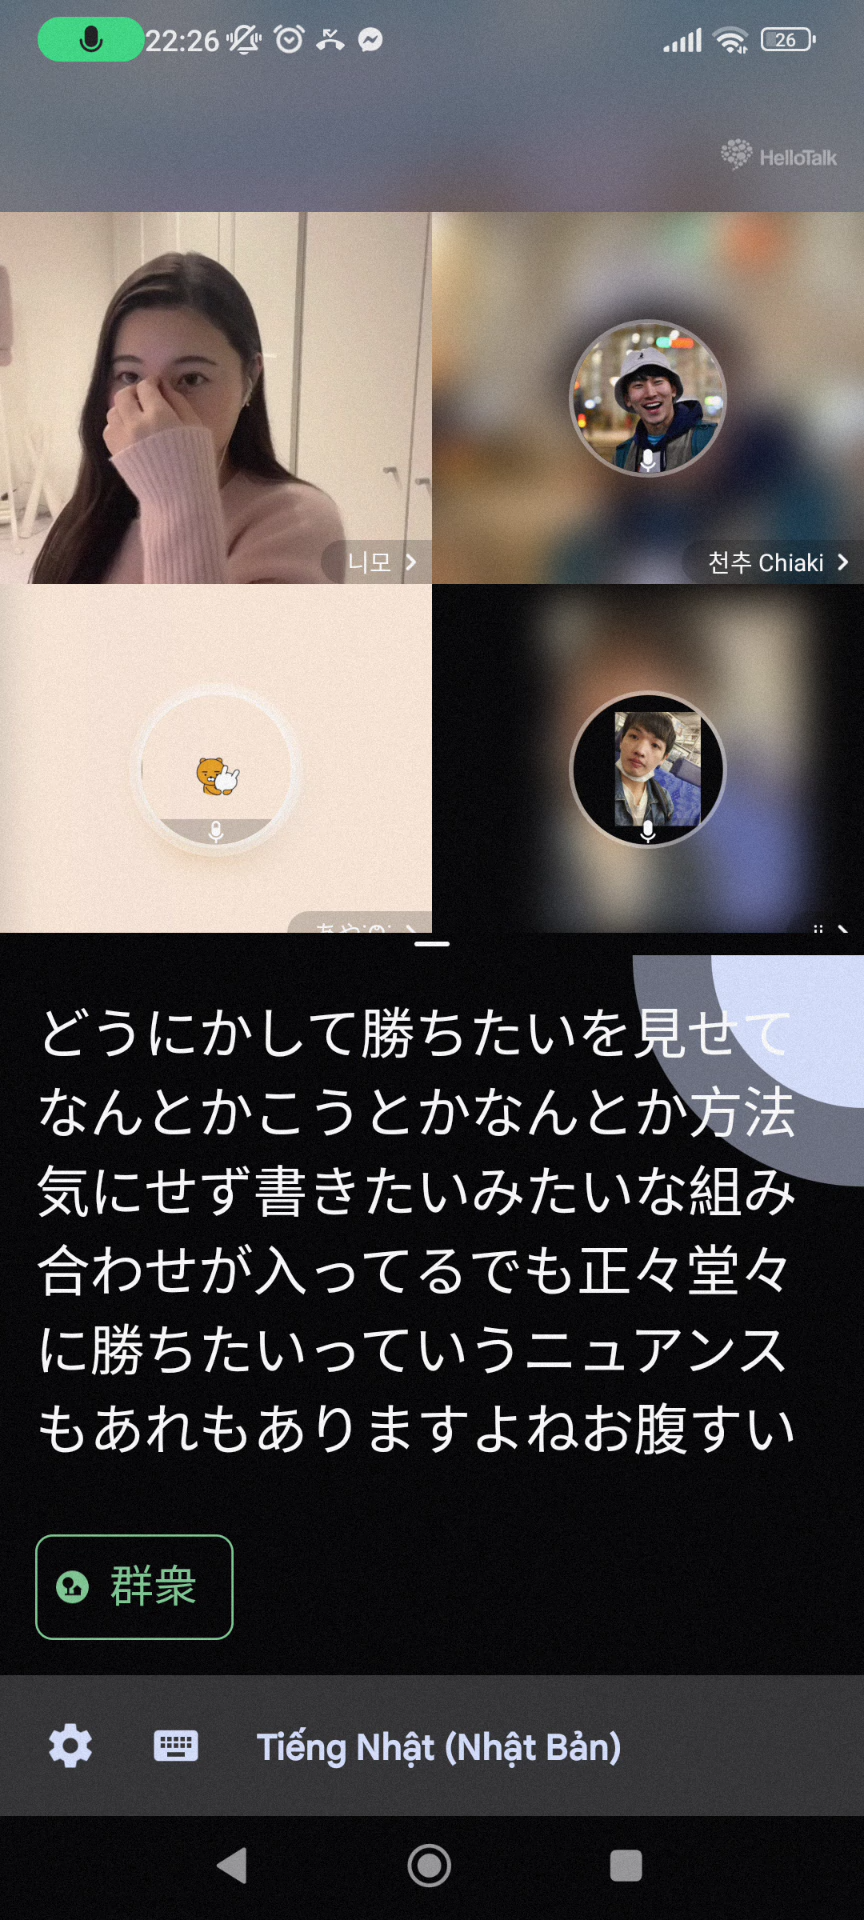 22:26
26
HelloTalk
니모
천추 Chiaki
どうにかして勝ちたいを見せて
なんとかこうとかなんとか方法
気にせず書きたいみたいな組み
合わせが入ってるでも正々堂々
に勝ちたいっていうニュアンス
もあれもありますよねお腹すい
群衆
Tiếng Nhật (Nhật Bản)